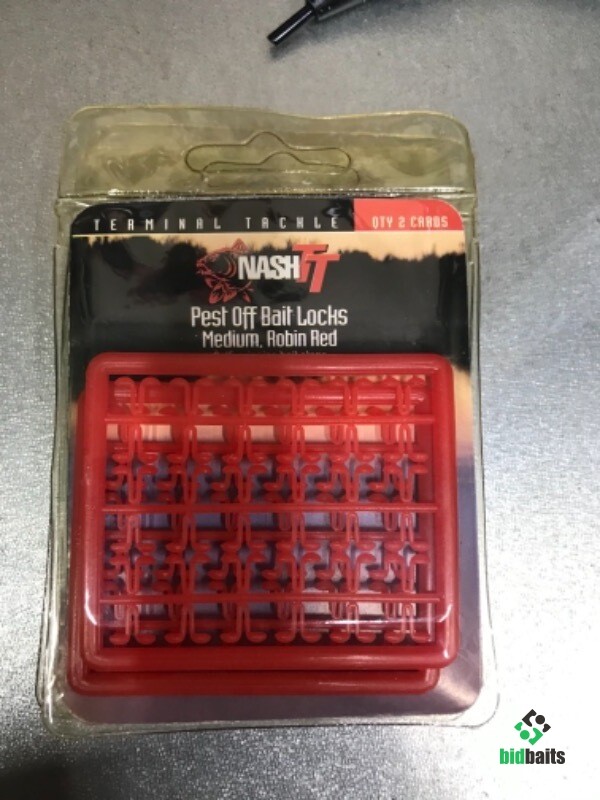 TERMINAL TACKLE
QTY 2 CARDS
NASH TT
Pest Off Bait Locks
Medium, Robin Red
bidbaits